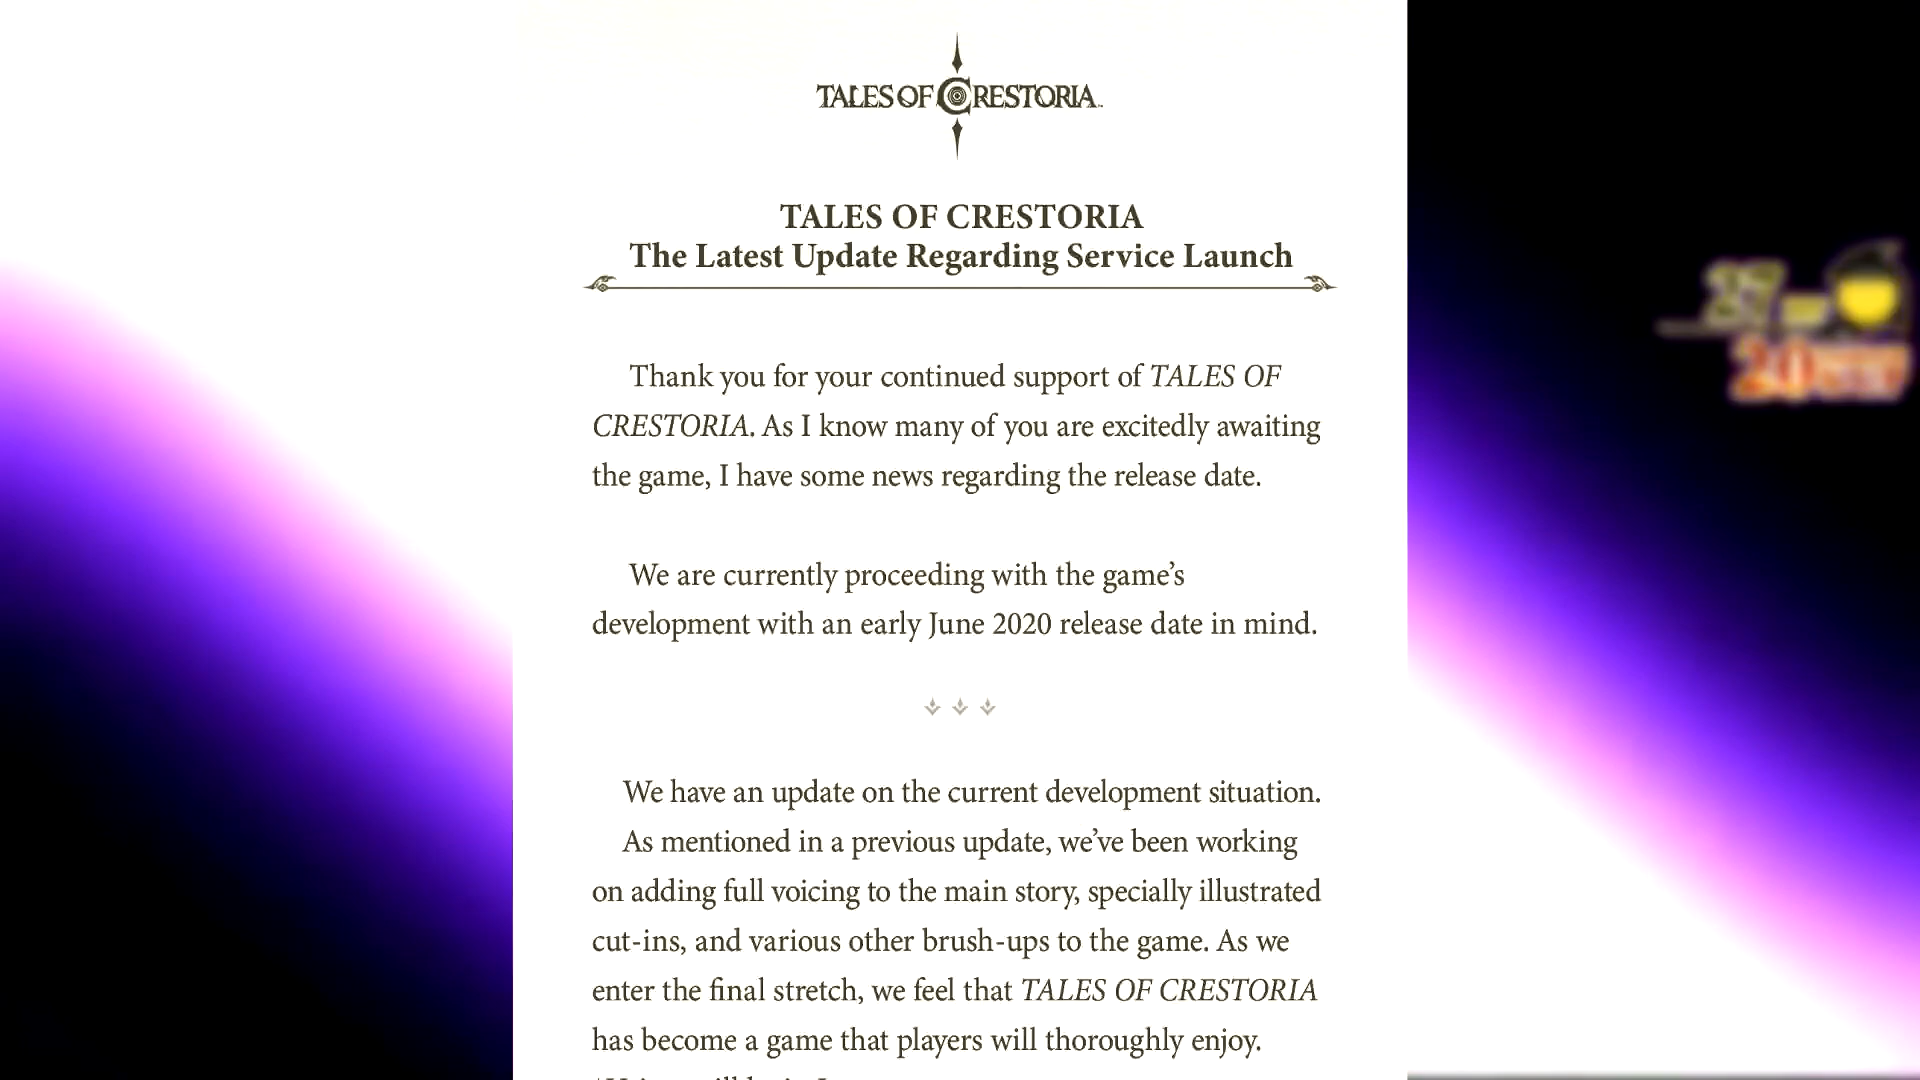 TALES OF CRESTORIA
TALES OF CRESTORIA
The Latest Update Regarding Service Launch
Thank you for your continued support of TALES OF
CRESTORIA. As I know many of you are excitedly awaiting
the game, I have some news regarding the release date.
We are currently proceeding with the game’s
development with an early June 2020 release date in mind.
We have an update on the current development situation.
As mentioned in a previous update, we’ve been working
on adding full voicing to the main story, specially illustrated
cut-ins, and various other brush-ups to the game. As we
enter the final stretch, we feel that TALES OF CRESTORIA
has become a game that players will thoroughly enjoy.
27
20